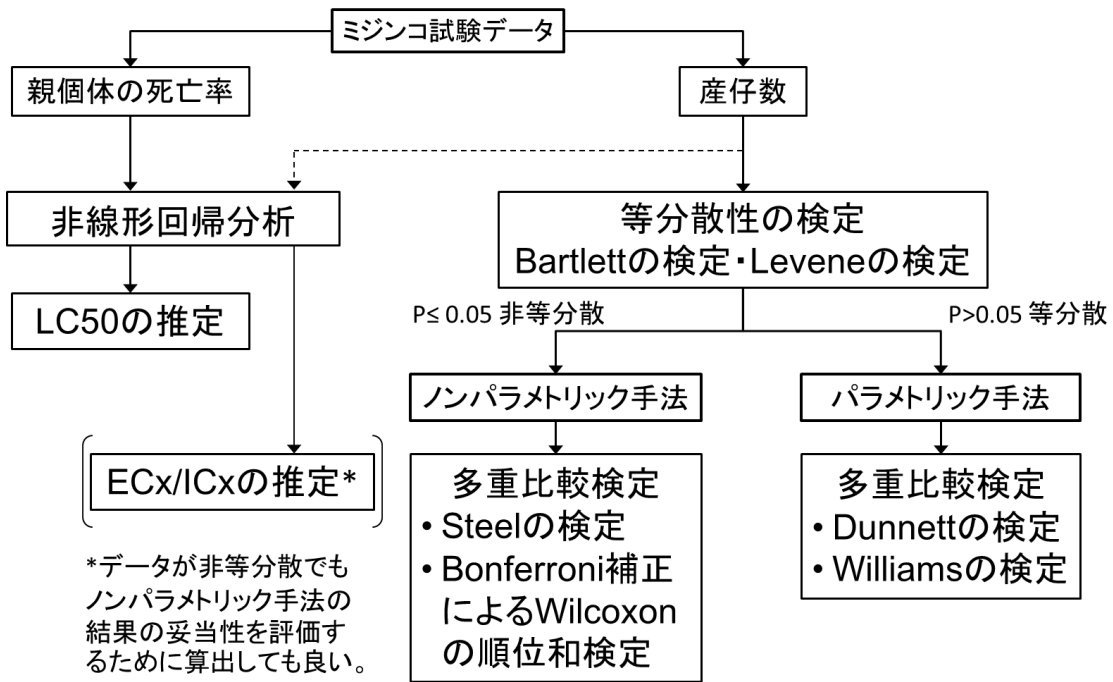 ミジンコ試験データ
親個体の死亡率
産仔数
非線形回帰分析
等分散性の検定
Bartlettの検定・Leveneの検定
LC50の推定
P≤ 0.05 非等分散
P>0.05 等分散
ノンパラメトリック手法
パラメトリック手法
ECx/ICxの推定*
*データが非等分散でも
ノンパラメトリック手法の
結果の妥当性を評価す
るために算出しても良い。
多重比較検定
• Steelの検定
• Bonferroni補正
によるWilcoxon
の順位和検定
多重比較検定
• Dunnettの検定
• Williamsの検定